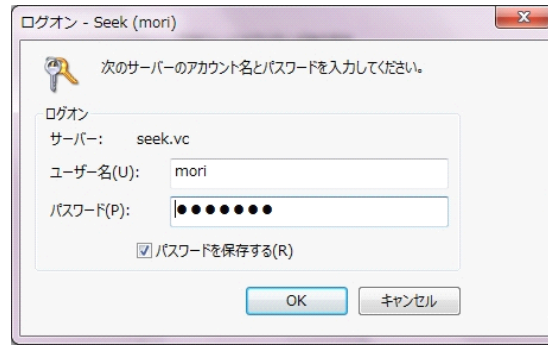 ログオン - Seek (mori)
次のサーバーのアカウント名とパスワードを入力してください。
ログオン
サーバー: seek.vc
ユーザー名(U): mori
パスワード(P): ●●●●●●●
パスワードを保存する(R)
OK キャンセル